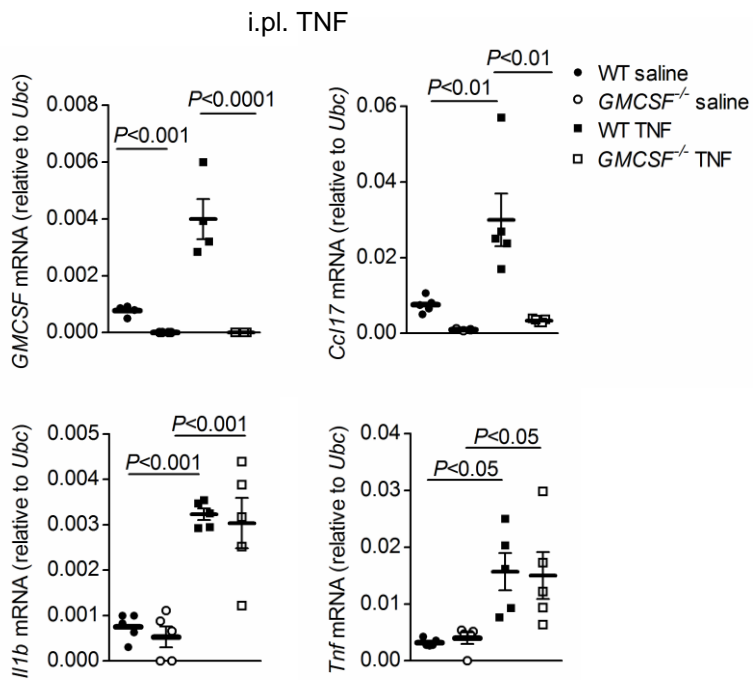 i.pl. TNF
GMCSF mRNA (relative to Ubc)
0.008
0.006
0.004
0.002
0.000
P<0.001
P<0.0001
Ccl17 mRNA (relative to Ubc)
0.06
0.04
0.02
0.00
P<0.01
P<0.01
WT saline
GMCSF-/- saline
WT TNF
GMCSF-/- TNF
Il1b mRNA (relative to Ubc)
0.005
0.004
0.003
0.002
0.001
0.000
P<0.001
P<0.001
Tnf mRNA (relative to Ubc)
0.04
0.03
0.02
0.01
0.00
P<0.05
P<0.05